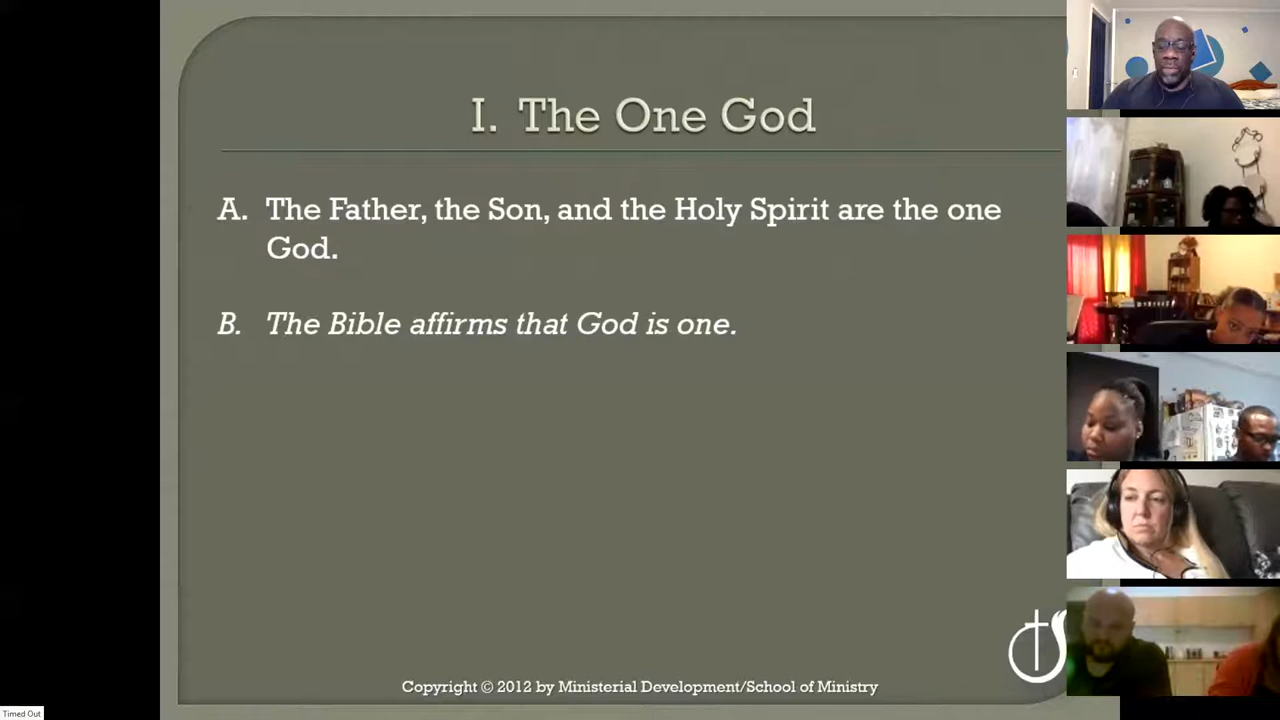 I. The One God
A. The Father, the Son, and the Holy Spirit are the one
God.
B. The Bible affirms that God is one.
Copyright © 2012 by Ministerial Development/School of Ministry
Timed Out